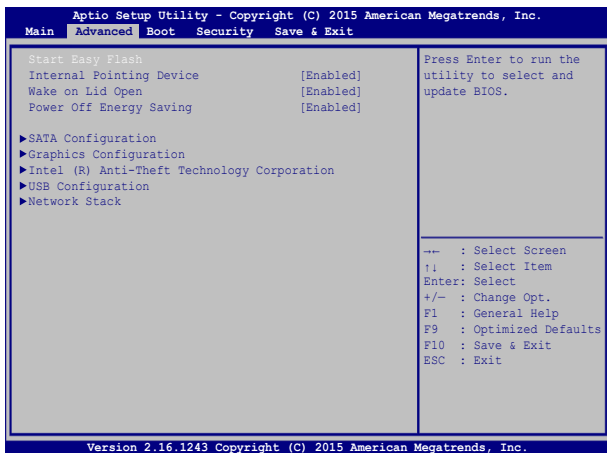 Aptio Setup Utility - Copyright (C) 2015 American Megatrends, Inc.
Main Advanced Boot Security Save & Exit
Start Easy Flash
Internal Pointing Device [Enabled]
Wake on Lid Open [Enabled]
Power Off Energy Saving [Enabled]
▶SATA Configuration
▶Graphics Configuration
▶Intel (R) Anti-Theft Technology Corporation
▶USB Configuration
▶Network Stack
Press Enter to run the
utility to select and
update BIOS.
→← : Select Screen
↑↓ : Select Item
Enter: Select
+/— : Change Opt.
F1 : General Help
F9 : Optimized Defaults
F10 : Save & Exit
ESC : Exit
Version 2.16.1243 Copyright (C) 2015 American Megatrends, Inc.